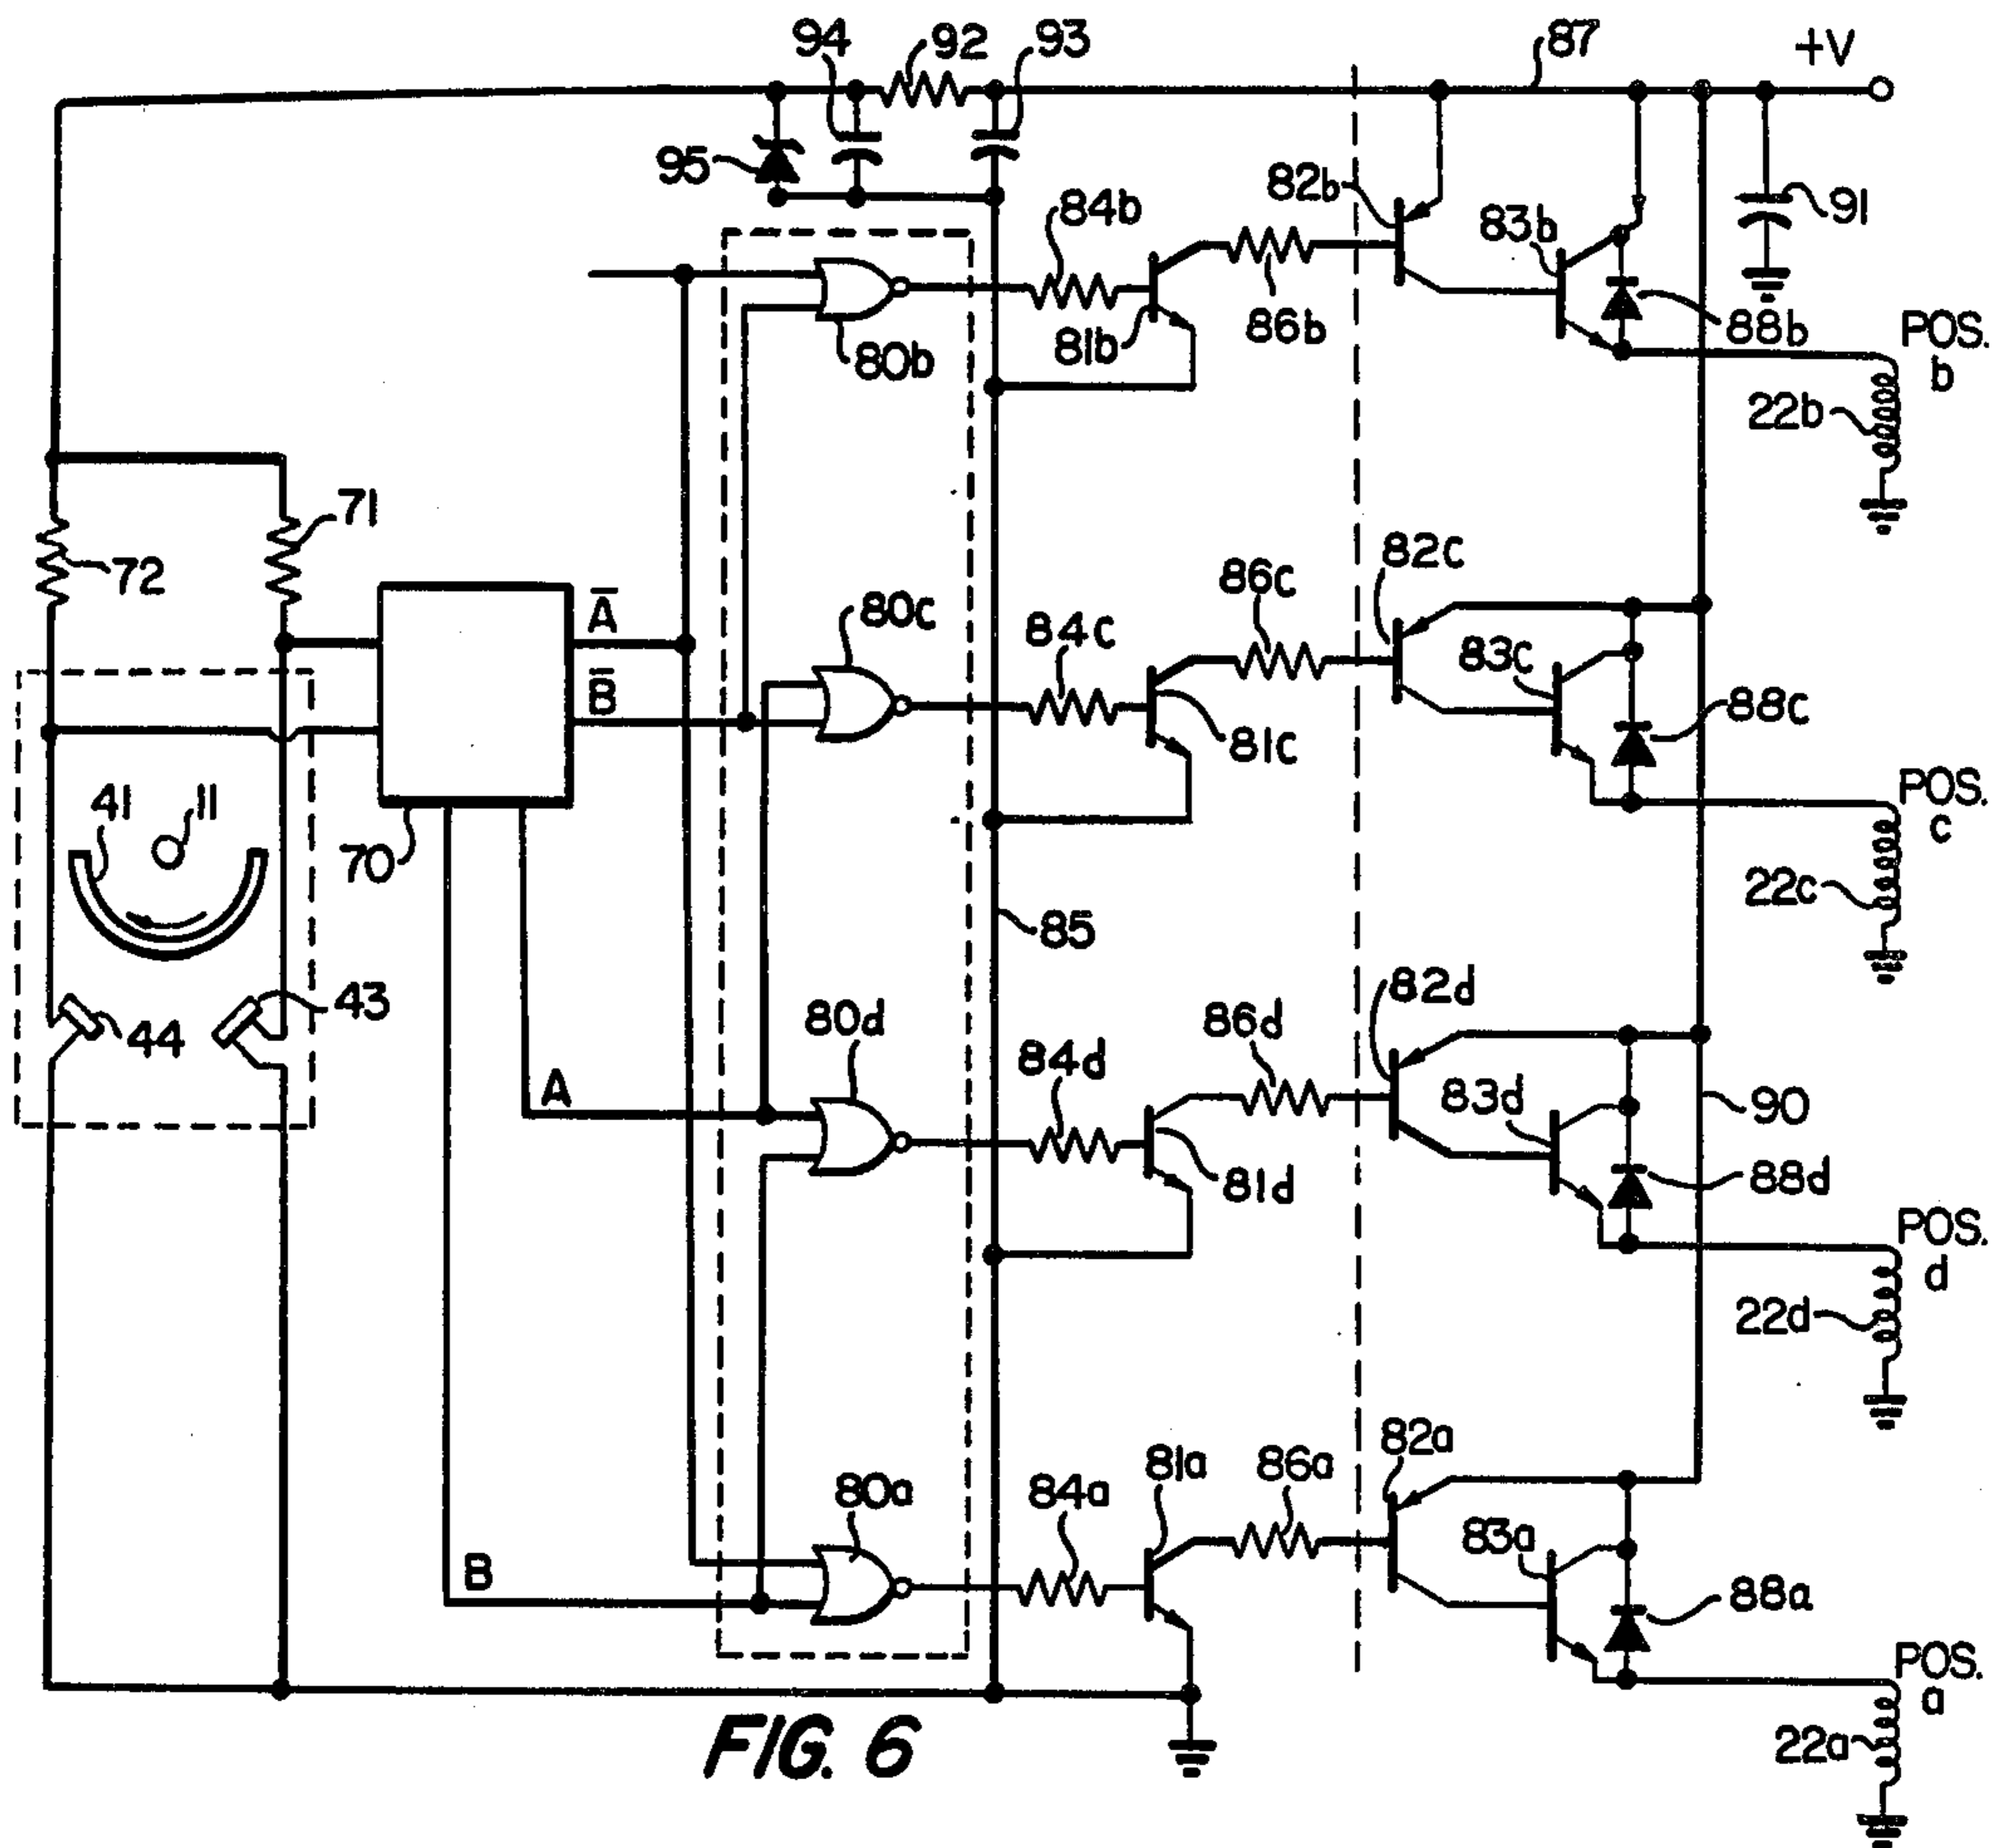 94 92 93 87 +V
95 84b 82b 83b 91
80b 81b 86b 88b POS. b
22b
72 71 82c
Ā 80c 84c 86c 83c
B̄ 81c 88c
41 11 70 POS. c
22c
85
44 43 80d 84d 86d 82d
A 81d 83d 90
88d
POS. d
22d
80a 84a 81a 86a 82a
B 83a 88a
POS. a
22a
FIG. 6